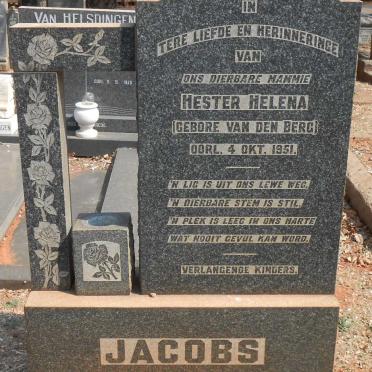 VAN HELSDINGEN
IN
TERE LIEFDE EN HERINNERINGE
VAN
ONS DIERBARE MAMMIE
HESTER HELENA
(GEBORE VAN DEN BERG)
OORL. 4 OKT. 1951.
'N LIG IS UIT ONS LEWE WEG,
'N DIERBARE STEM IS STIL.
'N PLEK IS LEEG IN ONS HARTE
WAT NOOIT GEVUL KAN WORD.
VERLANGENDE KINDERS.
JACOBS